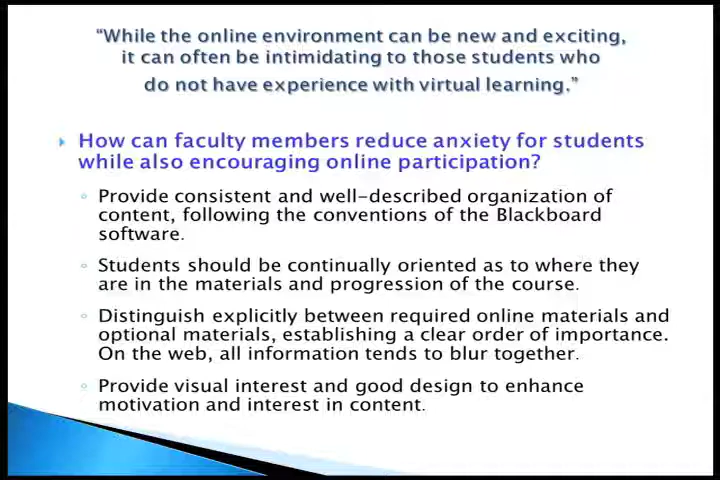 “While the online environment can be new and exciting,
it can often be intimidating to those students who
do not have experience with virtual learning.”
How can faculty members reduce anxiety for students
while also encouraging online participation?
Provide consistent and well-described organization of
content, following the conventions of the Blackboard
software.
Students should be continually oriented as to where they
are in the materials and progression of the course.
Distinguish explicitly between required online materials and
optional materials, establishing a clear order of importance.
On the web, all information tends to blur together.
Provide visual interest and good design to enhance
motivation and interest in content.